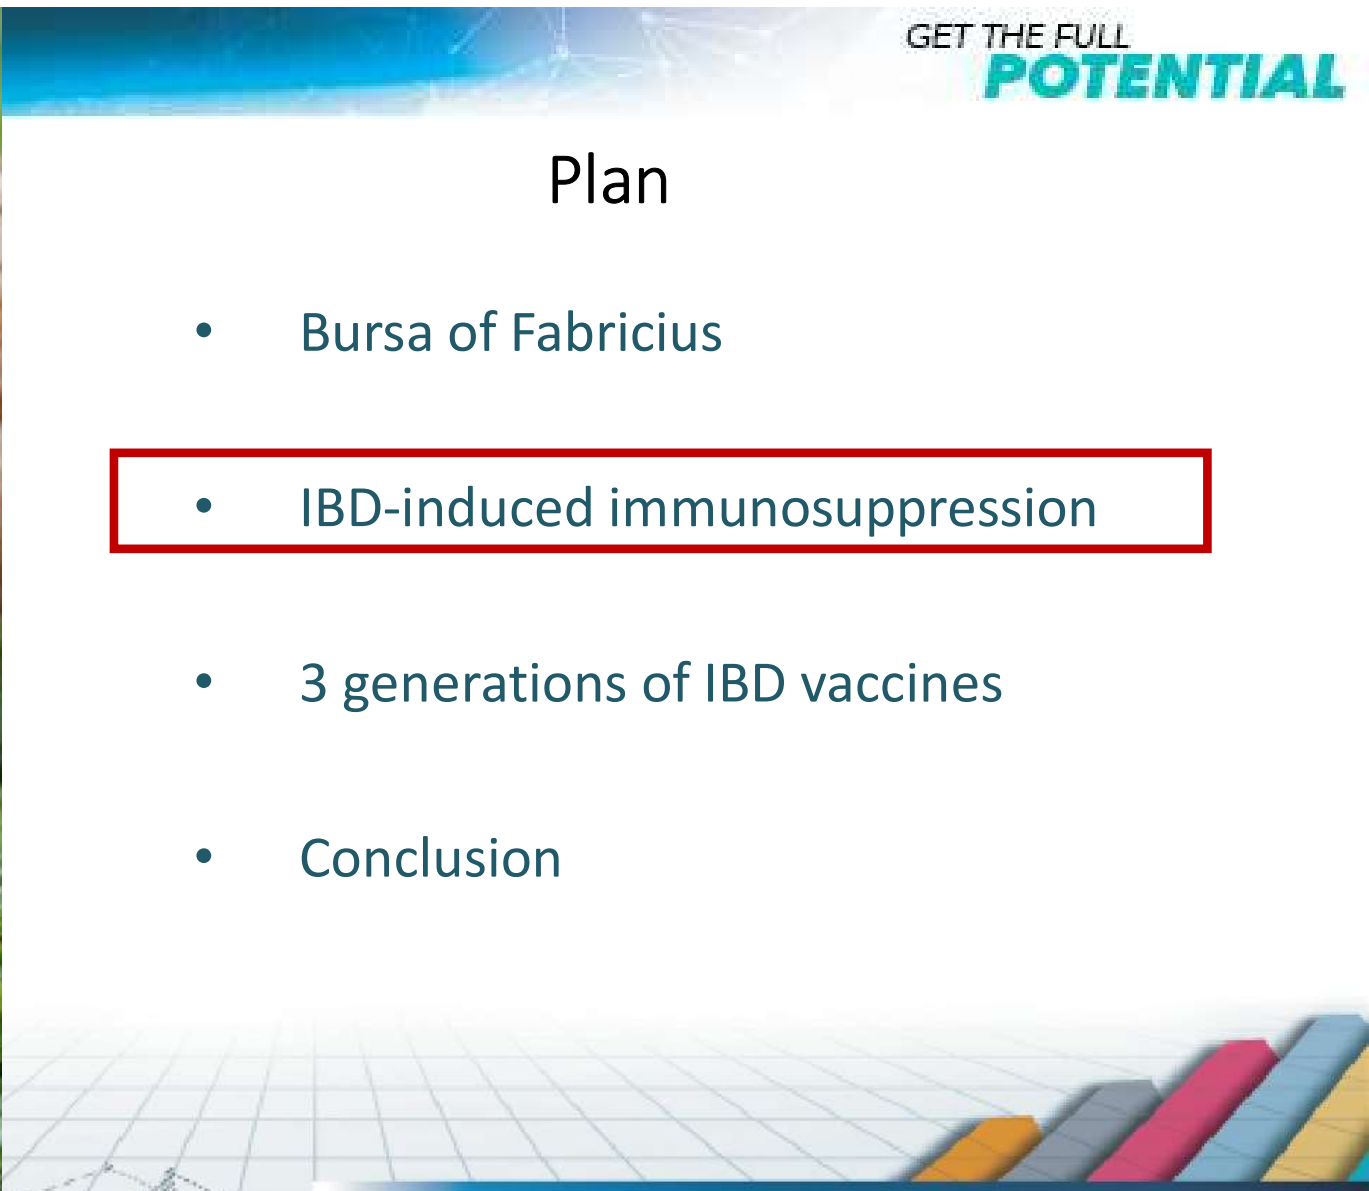 GET THE FULL
POTENTIAL
Plan
• Bursa of Fabricius
• IBD-induced immunosuppression
• 3 generations of IBD vaccines
• Conclusion